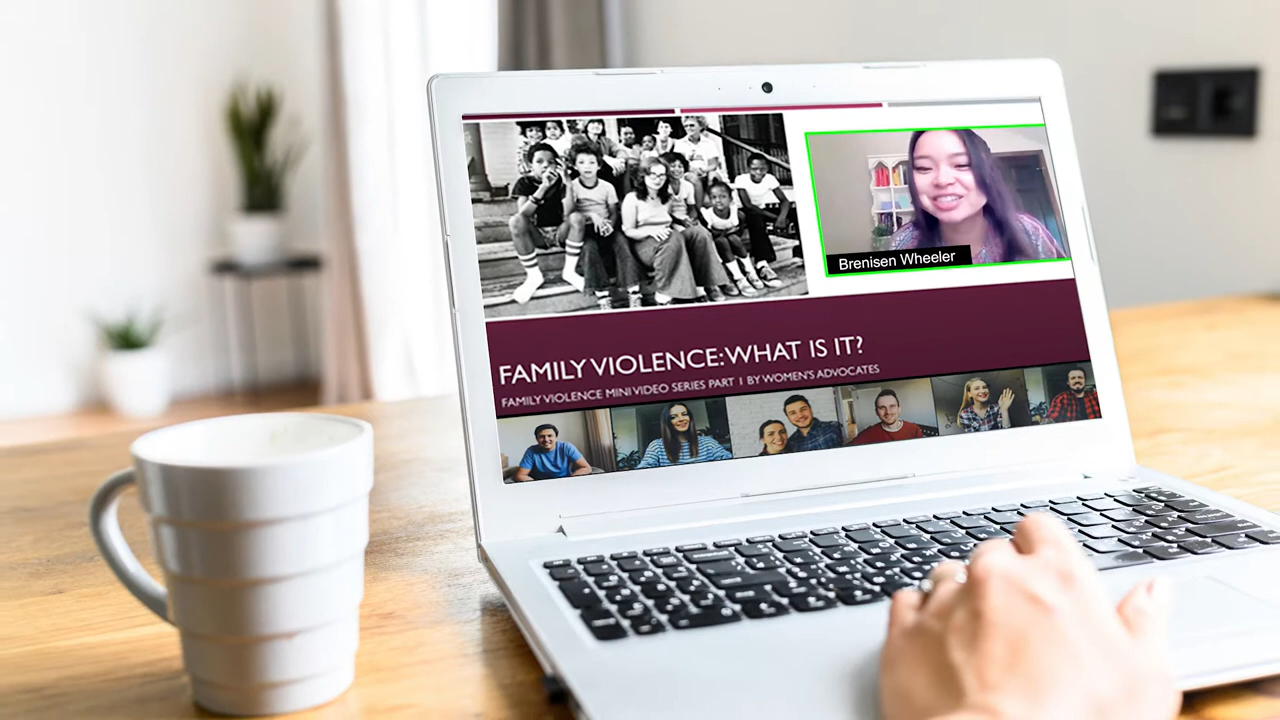 Brenisen Wheeler
FAMILY VIOLENCE: WHAT IS IT?
FAMILY VIOLENCE MINI VIDEO SERIES PART 1 BY WOMEN'S ADVOCATES